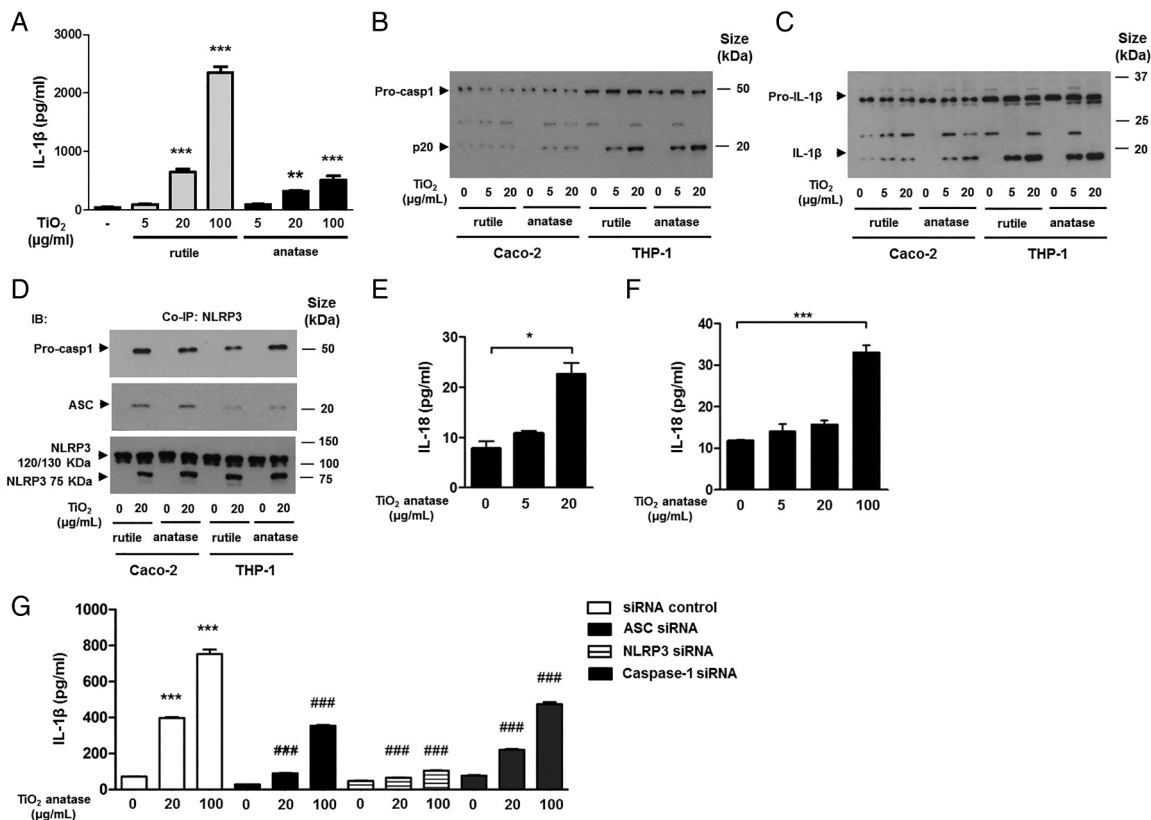 A
IL-1β (pg/ml)
3000
2000
1000
0
***
***
**
***
TiO2
(µg/ml)
- 5 20 100 5 20 100
rutile anatase
B
Size
(kDa)
Pro-casp1
50
p20
20
TiO2
µg/mL)
0 5 20 0 5 20 0 5 20 0 5 20
rutile anatase rutile anatase
Caco-2 THP-1
C
Size
(kDa)
37
Pro-IL-1β
25
IL-1β
20
TiO2
µg/mL)
0 5 20 0 5 20 0 5 20 0 5 20
rutile anatase rutile anatase
Caco-2 THP-1
D
IB:
Co-IP: NLRP3
Size
(kDa)
Pro-casp1
50
ASC
20
NLRP3
120/130 KDa
NLRP3 75 KDa
150
100
75
TiO2
(µg/mL)
0 20 0 20 0 20 0 20
rutile anatase rutile anatase
Caco-2 THP-1
E
IL-18 (pg/ml)
30
20
10
0
*
TiO2 anatase
(µg/mL)
0 5 20
F
IL-18 (pg/ml)
40
30
20
10
0
***
TiO2 anatase
(µg/mL)
0 5 20 100
G
IL-1β (pg/ml)
1000
800
600
400
200
0
***
***
###
###
### ###
###
###
siRNA control
ASC siRNA
NLRP3 siRNA
Caspase-1 siRNA
TiO2 anatase
(µg/mL)
0 20 100 0 20 100 0 20 100 0 20 100